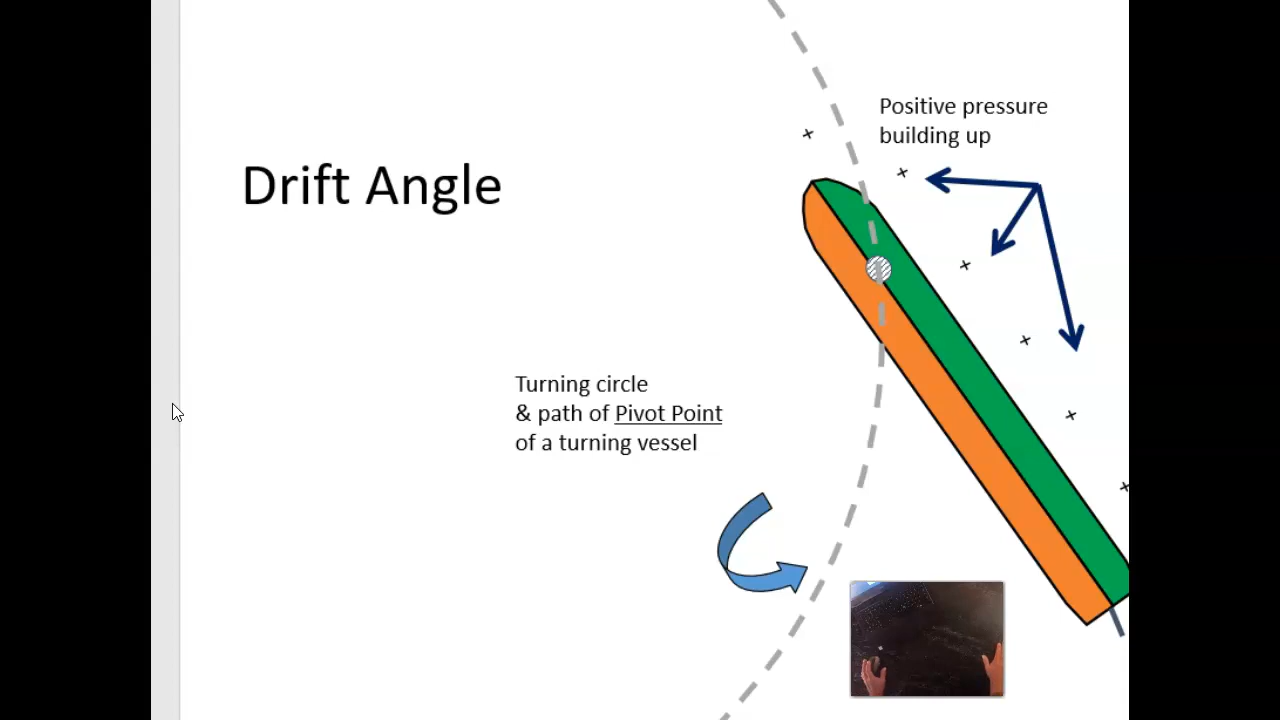 Drift Angle
Positive pressure
building up
Turning circle
& path of Pivot Point
of a turning vessel